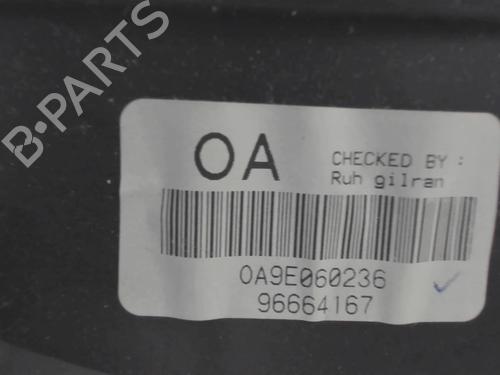 B-PARTS
OA
CHECKED BY :
Ruh gilran
0A9E060236
96664167